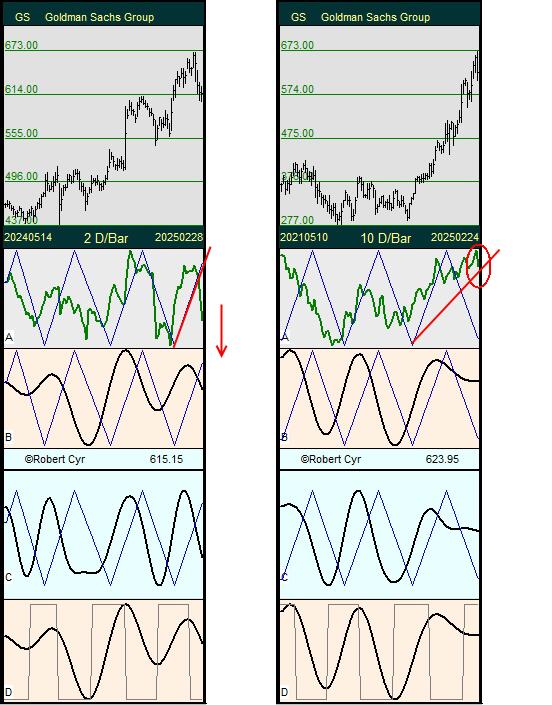 GS Goldman Sachs Group
673.00
614.00
555.00
496.00
437.00
20240514 2 D/Bar 20250228
A
B
©Robert Cyr 615.15
C
D
GS Goldman Sachs Group
673.00
574.00
475.00
277.00
20210510 10 D/Bar 20250224
A
B
©Robert Cyr 623.95
C
D